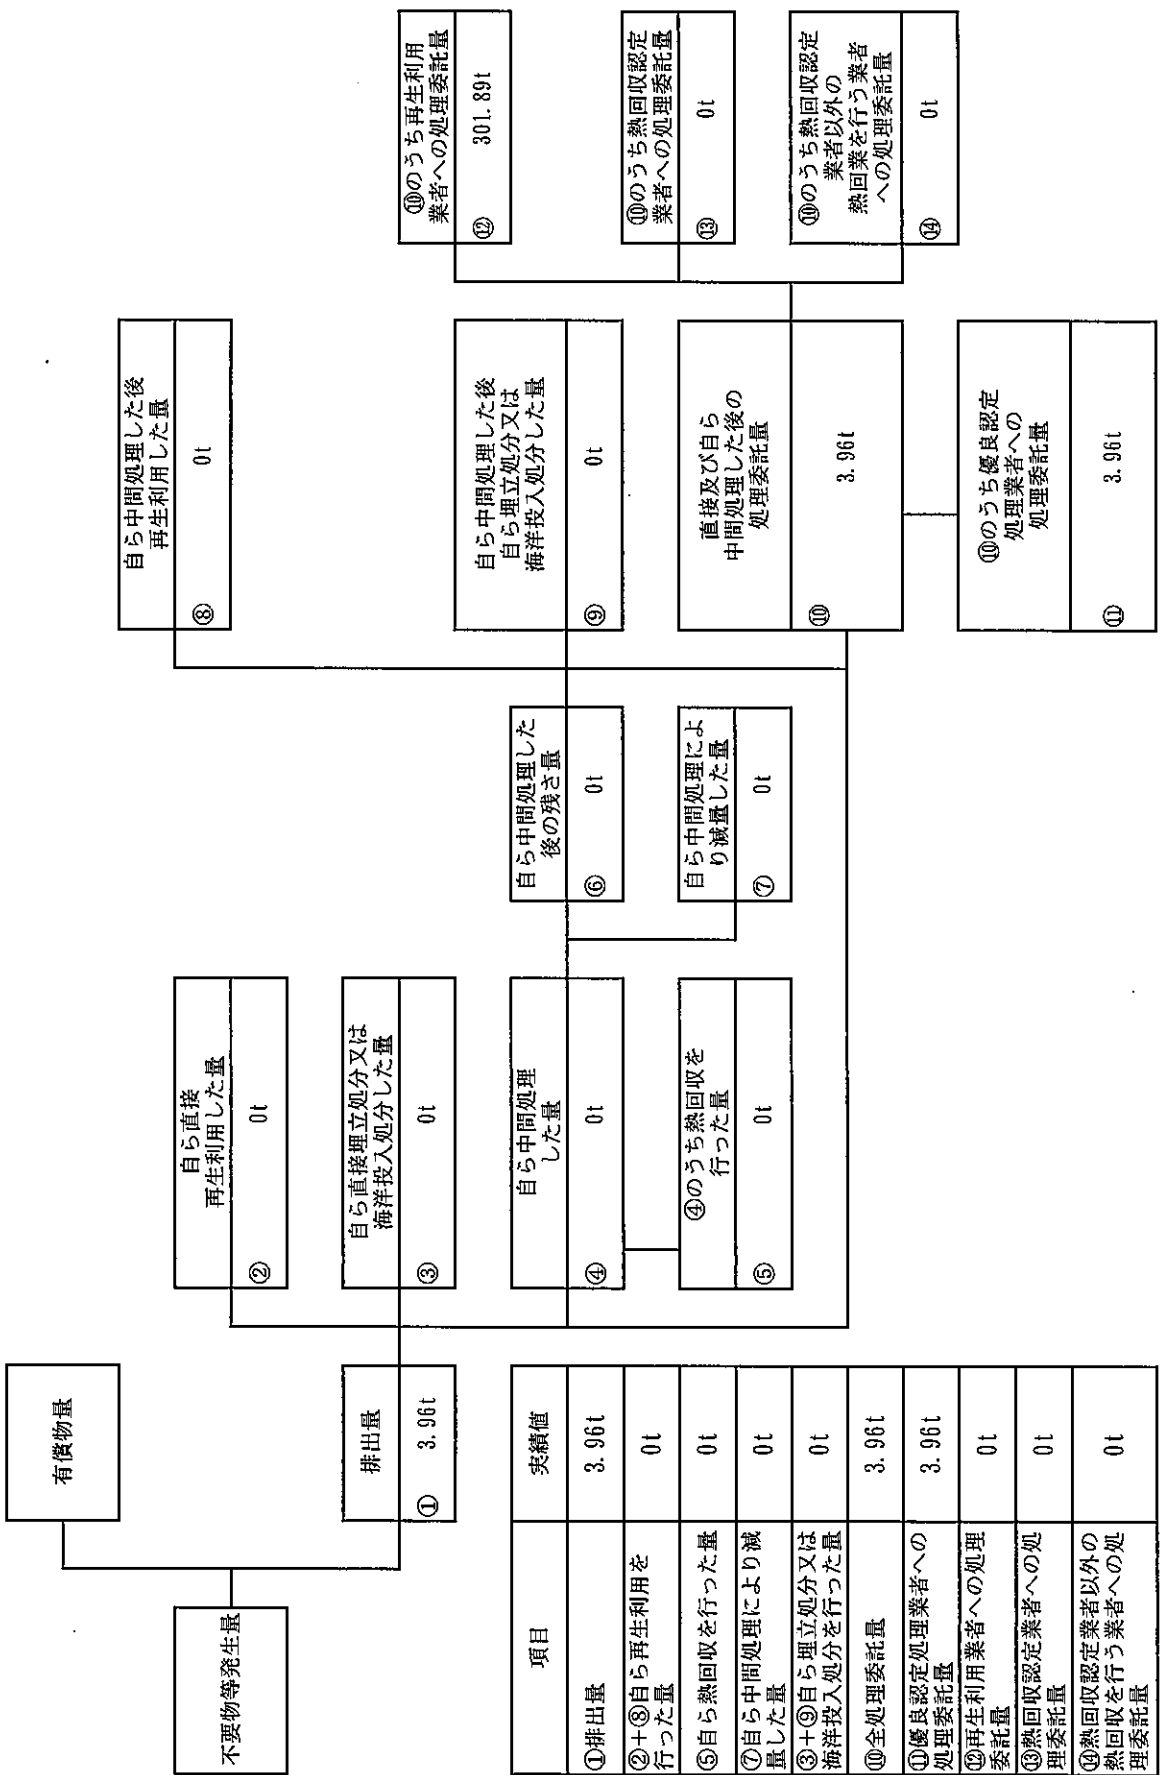 不要物等発生量
有償物量
排出量
① 3.96t
自ら直接
再生利用した量
② 0t
自ら直接埋立処分又は
海洋投入処分した量
③ 0t
自ら中間処理
した量
④ 0t
④のうち熱回収を
行った量
⑤ 0t
自ら中間処理した
後の残さ量
⑥ 0t
自ら中間処理によ
り減量した量
⑦ 0t
自ら中間処理した後
再生利用した量
⑧ 0t
自ら中間処理した後
自ら埋立処分又は
海洋投入処分した量
⑨ 0t
直接及び自ら
中間処理した後の
処理委託量
⑩ 3.96t
⑩のうち優良認定
処理業者への
処理委託量
⑪ 3.96t
⑩のうち再生利用
業者への処理委託量
⑫ 301.89t
⑩のうち熱回収認定
業者への処理委託量
⑬ 0t
⑩のうち熱回収認定
業者以外の
熱回業を行う業者
への処理委託量
⑭ 0t
項目 実績値
①排出量 3.96t
②+⑧自ら再生利用を
行った量 0t
⑤自ら熱回収を行った量 0t
⑦自ら中間処理により減
量した量 0t
③+⑨自ら埋立処分又は
海洋投入処分を行った量 0t
⑩全処理委託量 3.96t
⑪優良認定処理業者への
処理委託量 3.96t
⑫再生利用業者への処理
委託量 0t
⑬熱回収認定業者への処
理委託量 0t
⑭熱回収認定業者以外の
熱回収を行う業者への処
理委託量 0t